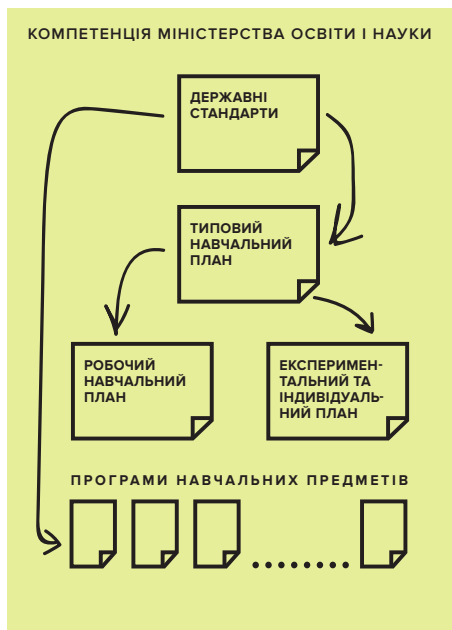 КОМПЕТЕНЦІЯ МІНІСТЕРСТВА ОСВІТИ І НАУКИ
ДЕРЖАВНІ
СТАНДАРТИ
ТИПОВИЙ
НАВЧАЛЬНИЙ
ПЛАН
РОБОЧИЙ
НАВЧАЛЬНИЙ
ПЛАН
ЕКСПЕРИМЕН-
ТАЛЬНИЙ ТА
ІНДИВІДУАЛЬ-
НИЙ ПЛАН
ПРОГРАМИ НАВЧАЛЬНИХ ПРЕДМЕТІВ